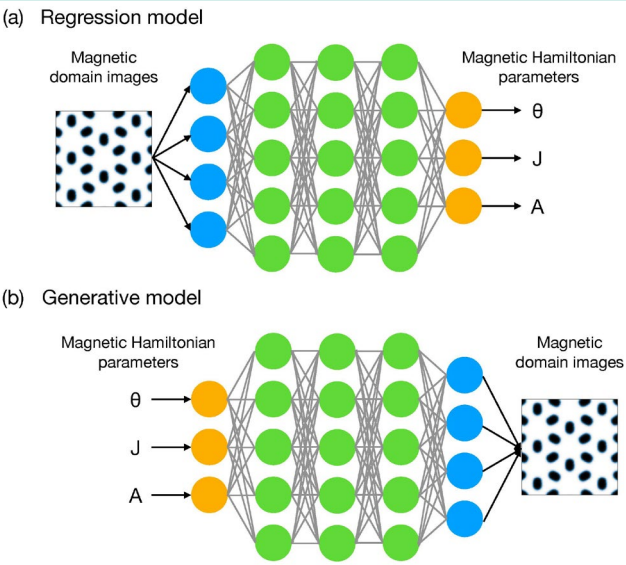 (a) Regression model
Magnetic
domain images
Magnetic Hamiltonian
parameters
θ
J
A
(b) Generative model
Magnetic Hamiltonian
parameters
Magnetic
domain images
θ
J
A